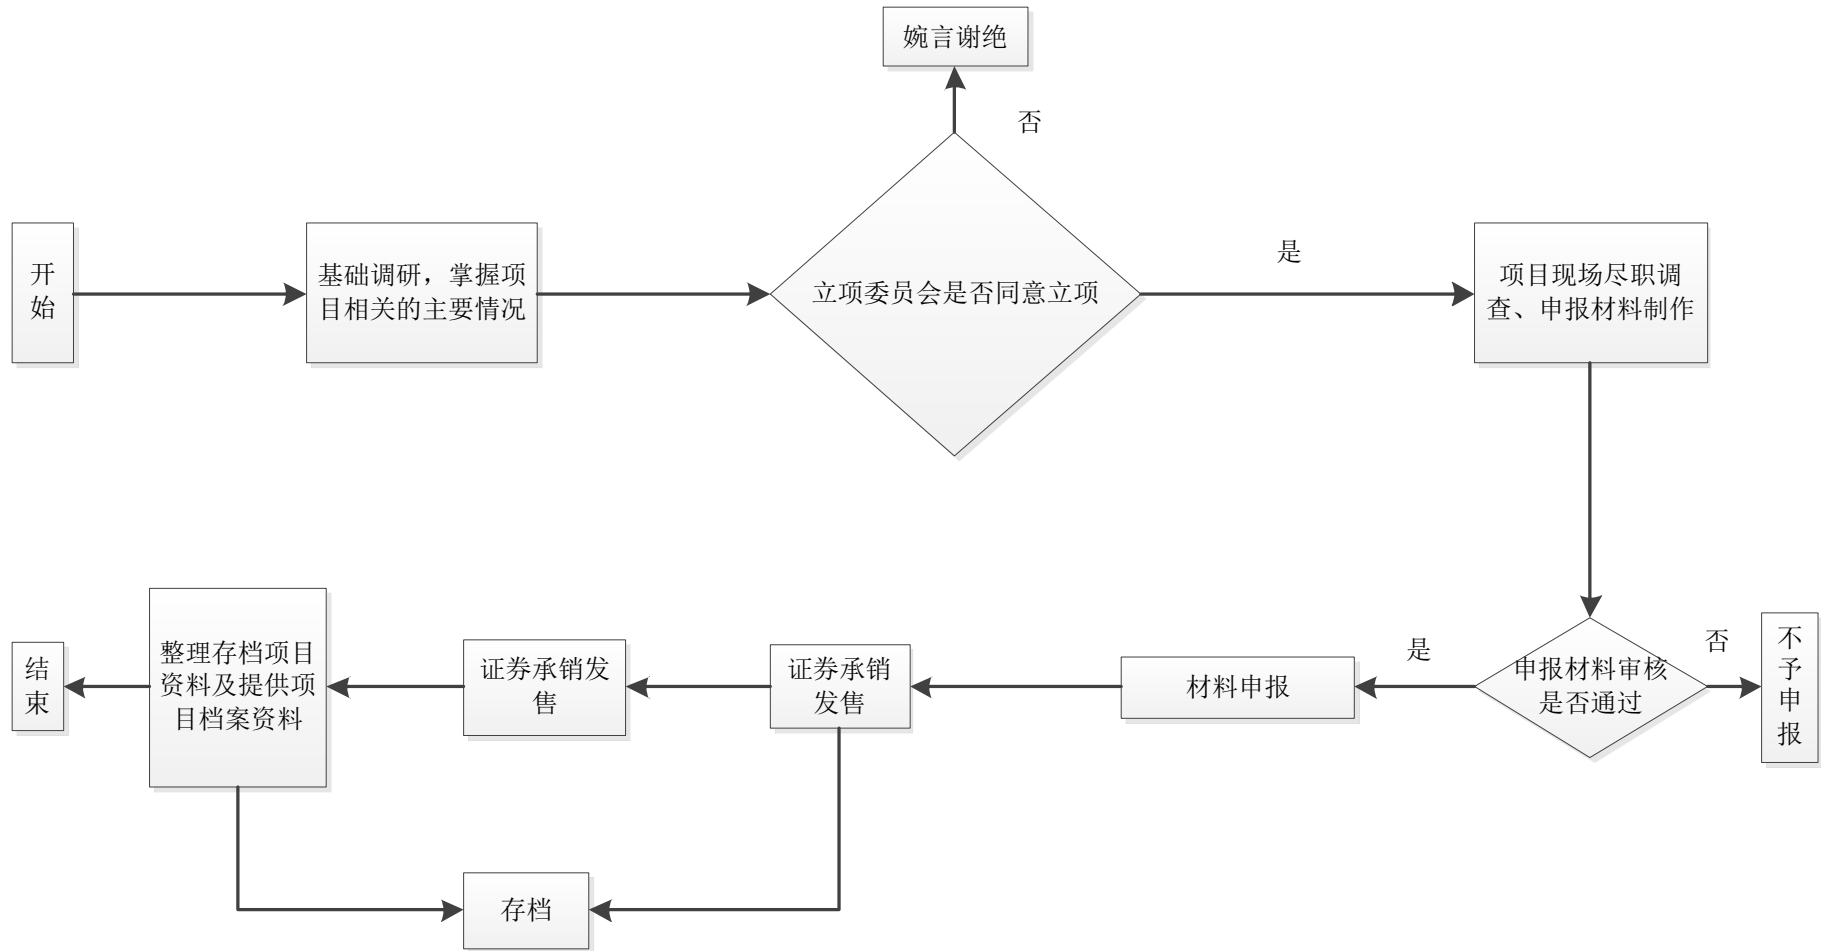 婉言谢绝
否
开
始
基础调研，掌握项
目相关的主要情况
立项委员会是否同意立项
是
项目现场尽职调
查、申报材料制作
结
束
整理存档项目
资料及提供项
目档案资料
证券承销发
售
证券承销
发售
材料申报
是
申报材料审核
是否通过
否
不
予
申
报
存档